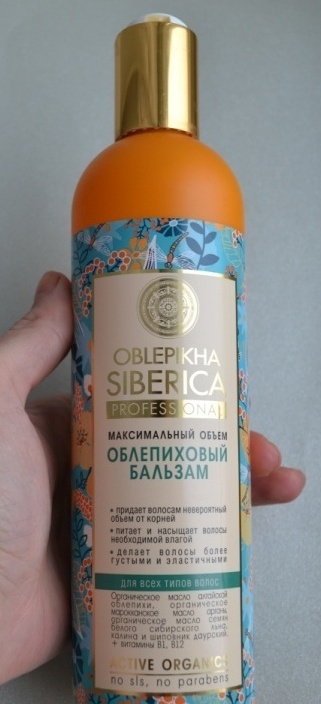 OBLEPIKHA
SIBERICA
PROFESSIONAL
МАКСИМАЛЬНЫЙ ОБЪЕМ
ОБЛЕПИХОВЫЙ
БАЛЬЗАМ
• придает волосам невероятный
объем от корней
• питает и насыщает волосы
необходимой влагой
• делает волосы более
густыми и эластичными
для всех типов волос
Органическое масло алтайской
облепихи, органическое
марокканское масло арганы,
органическое масло семян
белого сибирского льна,
калина и шиповник даурский,
+ витамины B1, B12
ACTIVE ORGANICS
no sls, no parabens